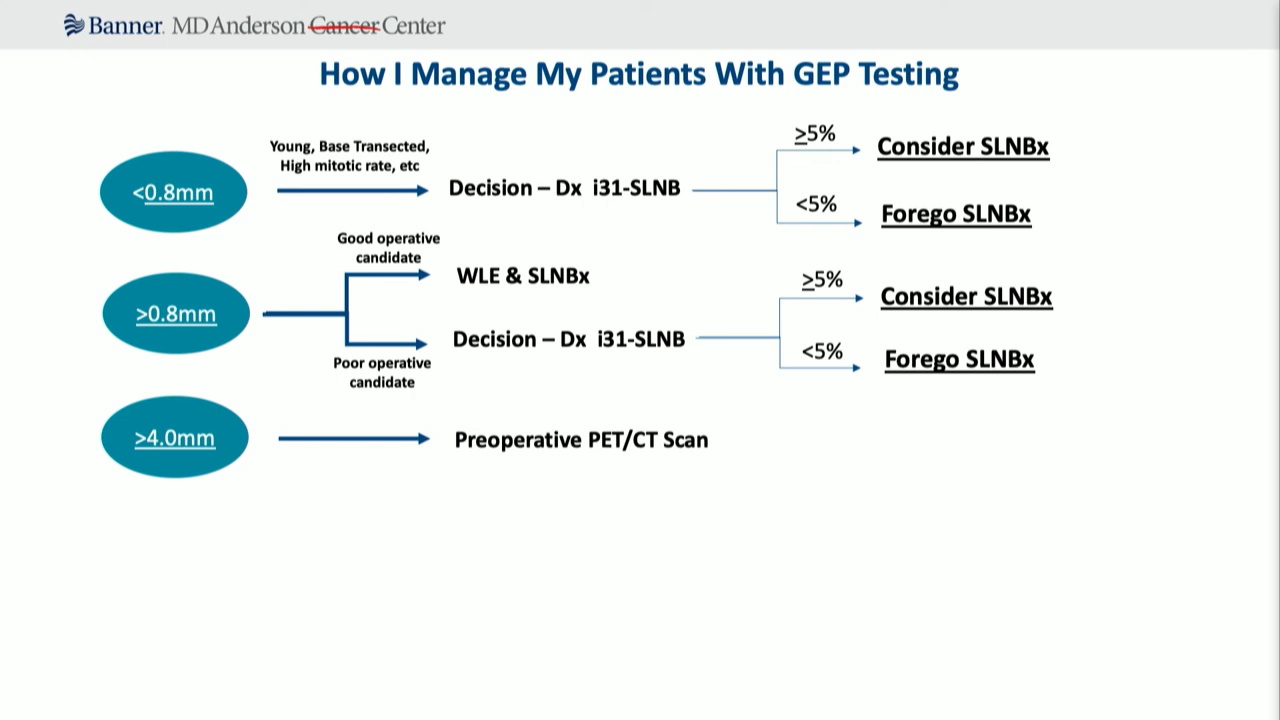 Banner. MD Anderson Cancer Center
How I Manage My Patients With GEP Testing
Young, Base Transected,
High mitotic rate, etc
<0.8mm
Decision – Dx i31-SLNB
≥5%
Consider SLNBx
<5%
Forego SLNBx
>0.8mm
Good operative
candidate
WLE & SLNBx
Poor operative
candidate
Decision – Dx i31-SLNB
≥5%
Consider SLNBx
<5%
Forego SLNBx
>4.0mm
Preoperative PET/CT Scan